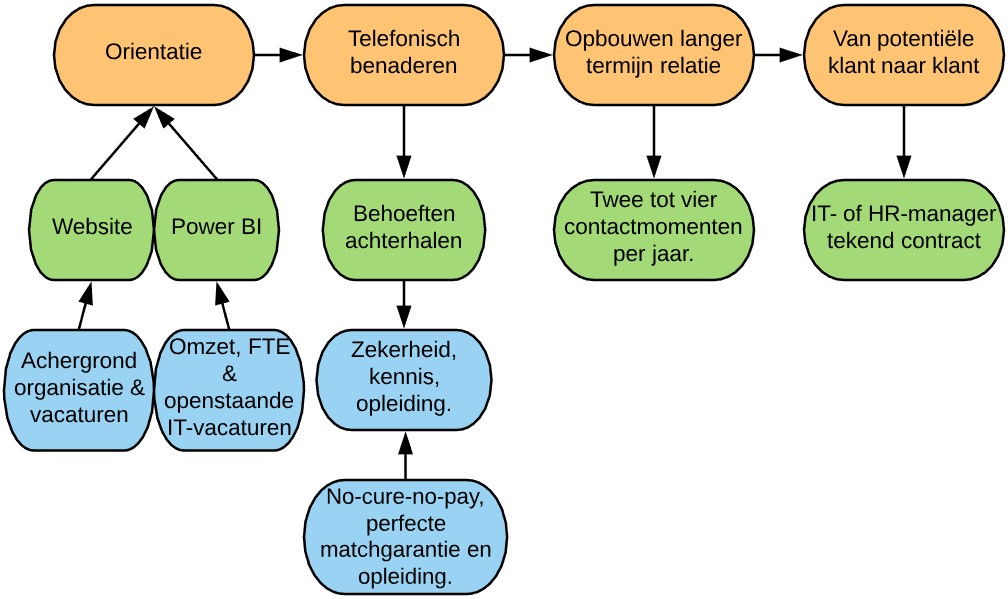 Orientatie
Telefonisch
benaderen
Opbouwen langer
termijn relatie
Van potentiële
klant naar klant
Website
Power BI
Behoeften
achterhalen
Twee tot vier
contactmomenten
per jaar.
IT- of HR-manager
tekend contract
Achergrond
organisatie &
vacaturen
Omzet, FTE
&
openstaande
IT-vacaturen
Zekerheid,
kennis,
opleiding.
No-cure-no-pay,
perfecte
matchgarantie en
opleiding.